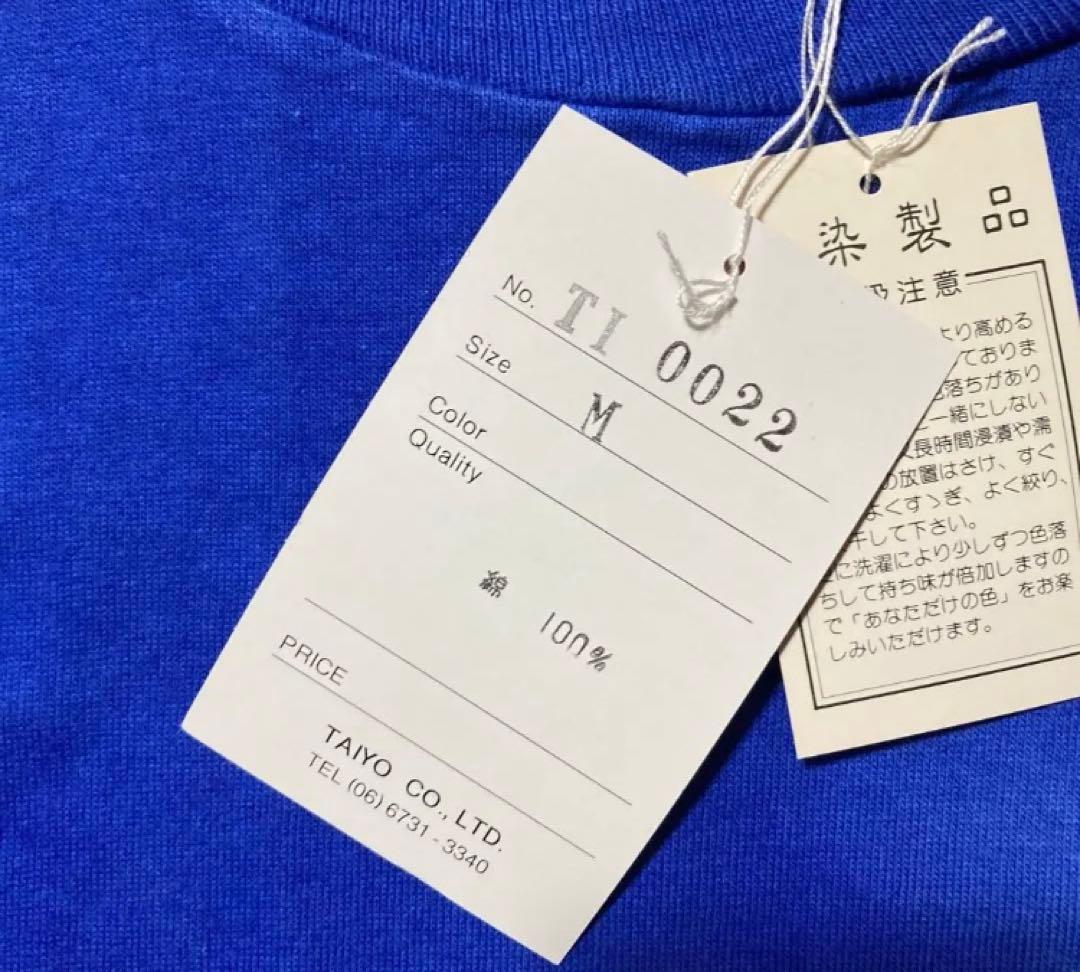 No. TI 0022
Size M
Color
Quality
綿 100%
PRICE
TAIYO CO., LTD.
TEL (06) 6731-3340
染製品
扱注意
より高める
ておりま
色落ちがあり
一緒にしない
長時間浸漬や濡
の放置はさけ、すぐ
よくすゝぎ、よく絞り、
干して下さい。
に洗濯により少しずつ色落
ちして持ち味が倍加しますの
で「あなただけの色」をお楽
しみいただけます。